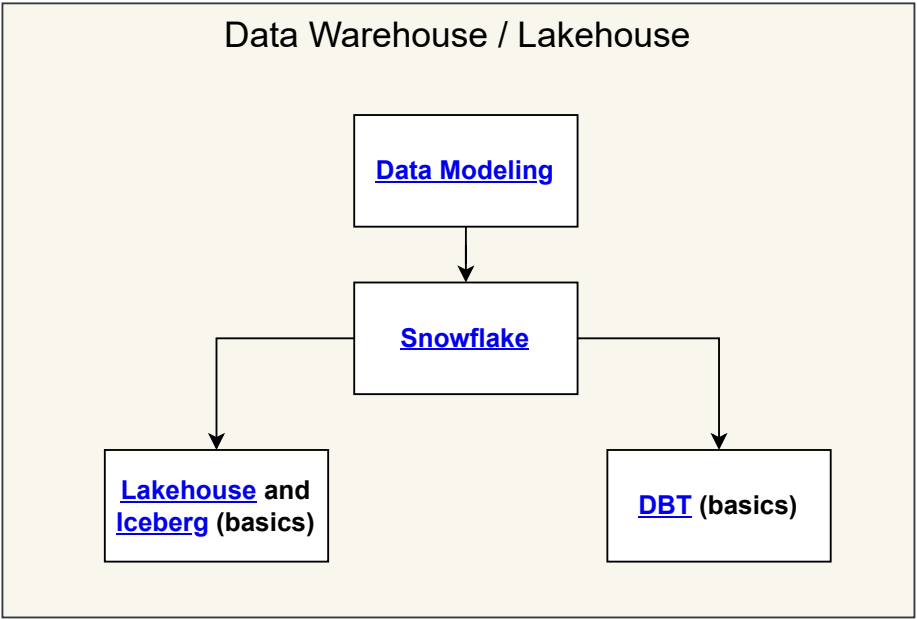 Data Warehouse / Lakehouse
Data Modeling
Snowflake
Lakehouse and
Iceberg (basics)
DBT (basics)